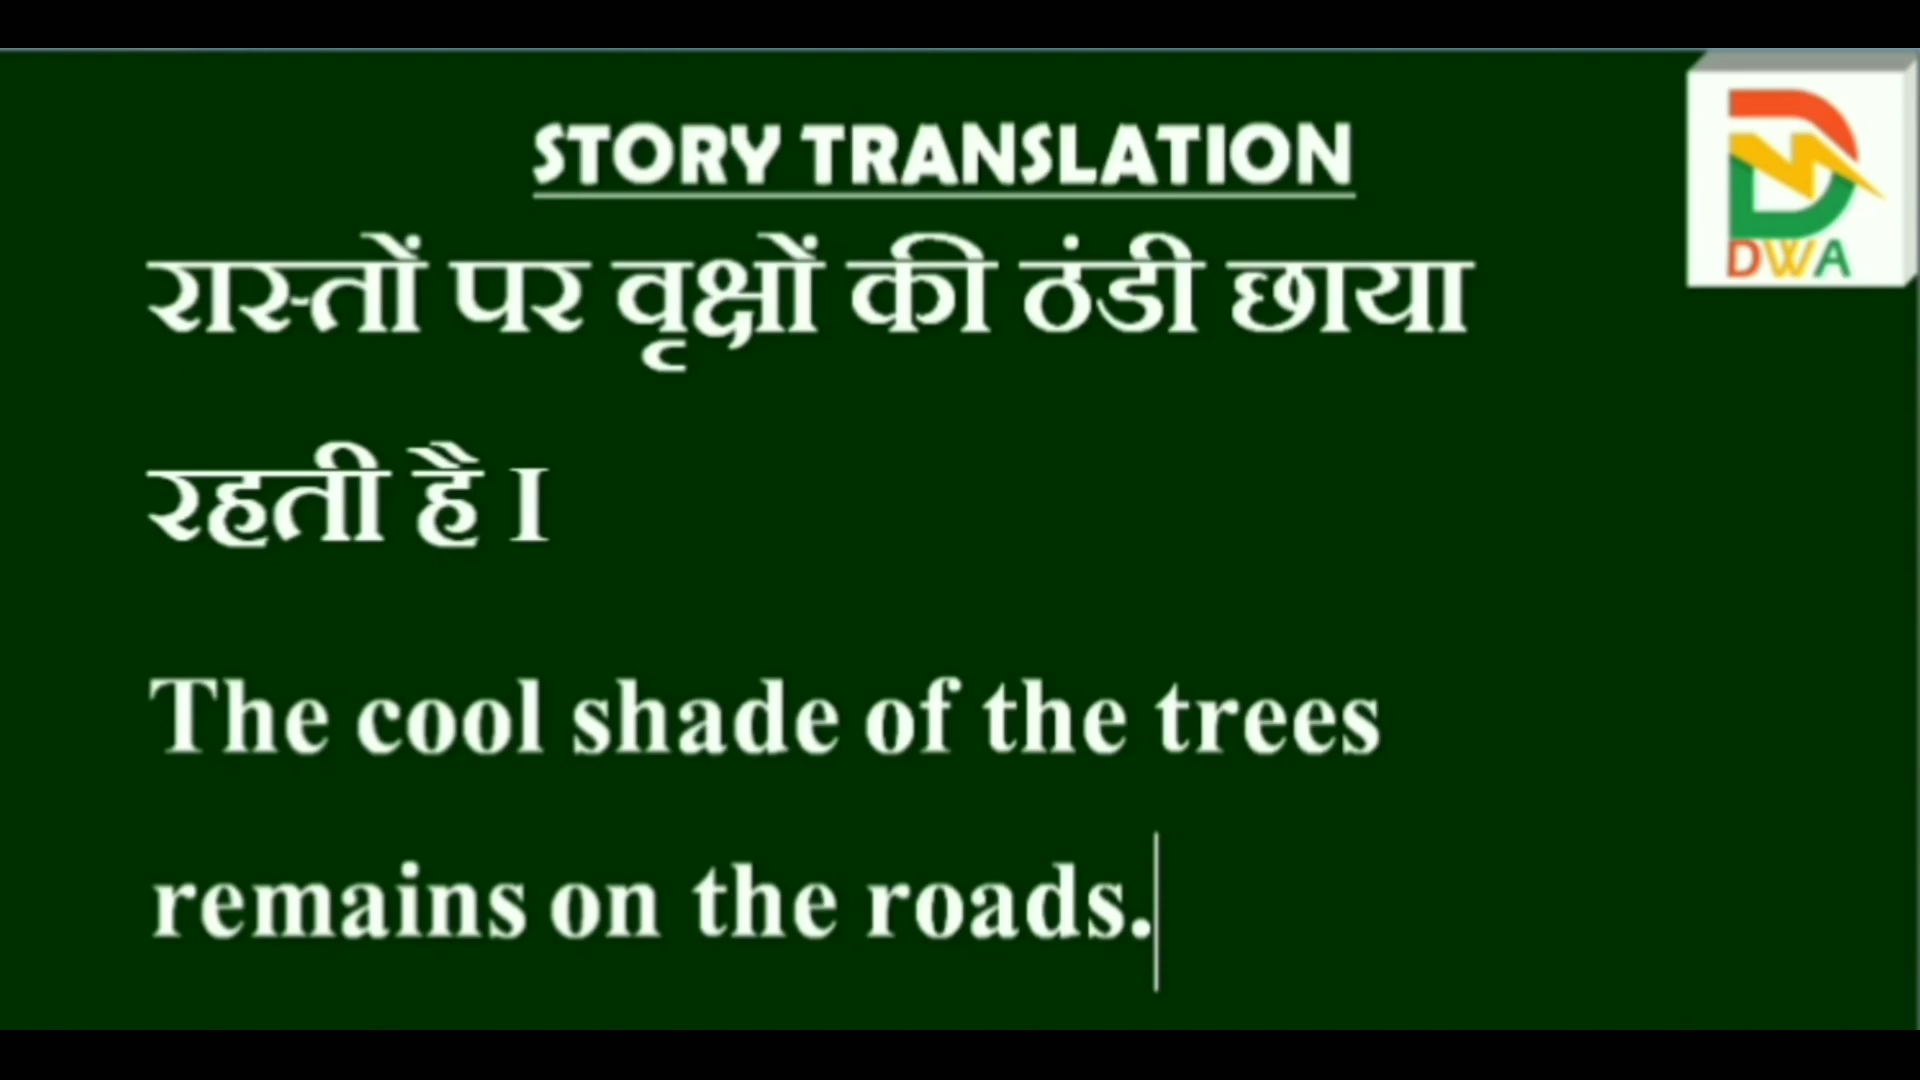 STORY TRANSLATION
रास्तों पर वृक्षों की ठंडी छाया
रहती है I
The cool shade of the trees
remains on the roads.
DWA